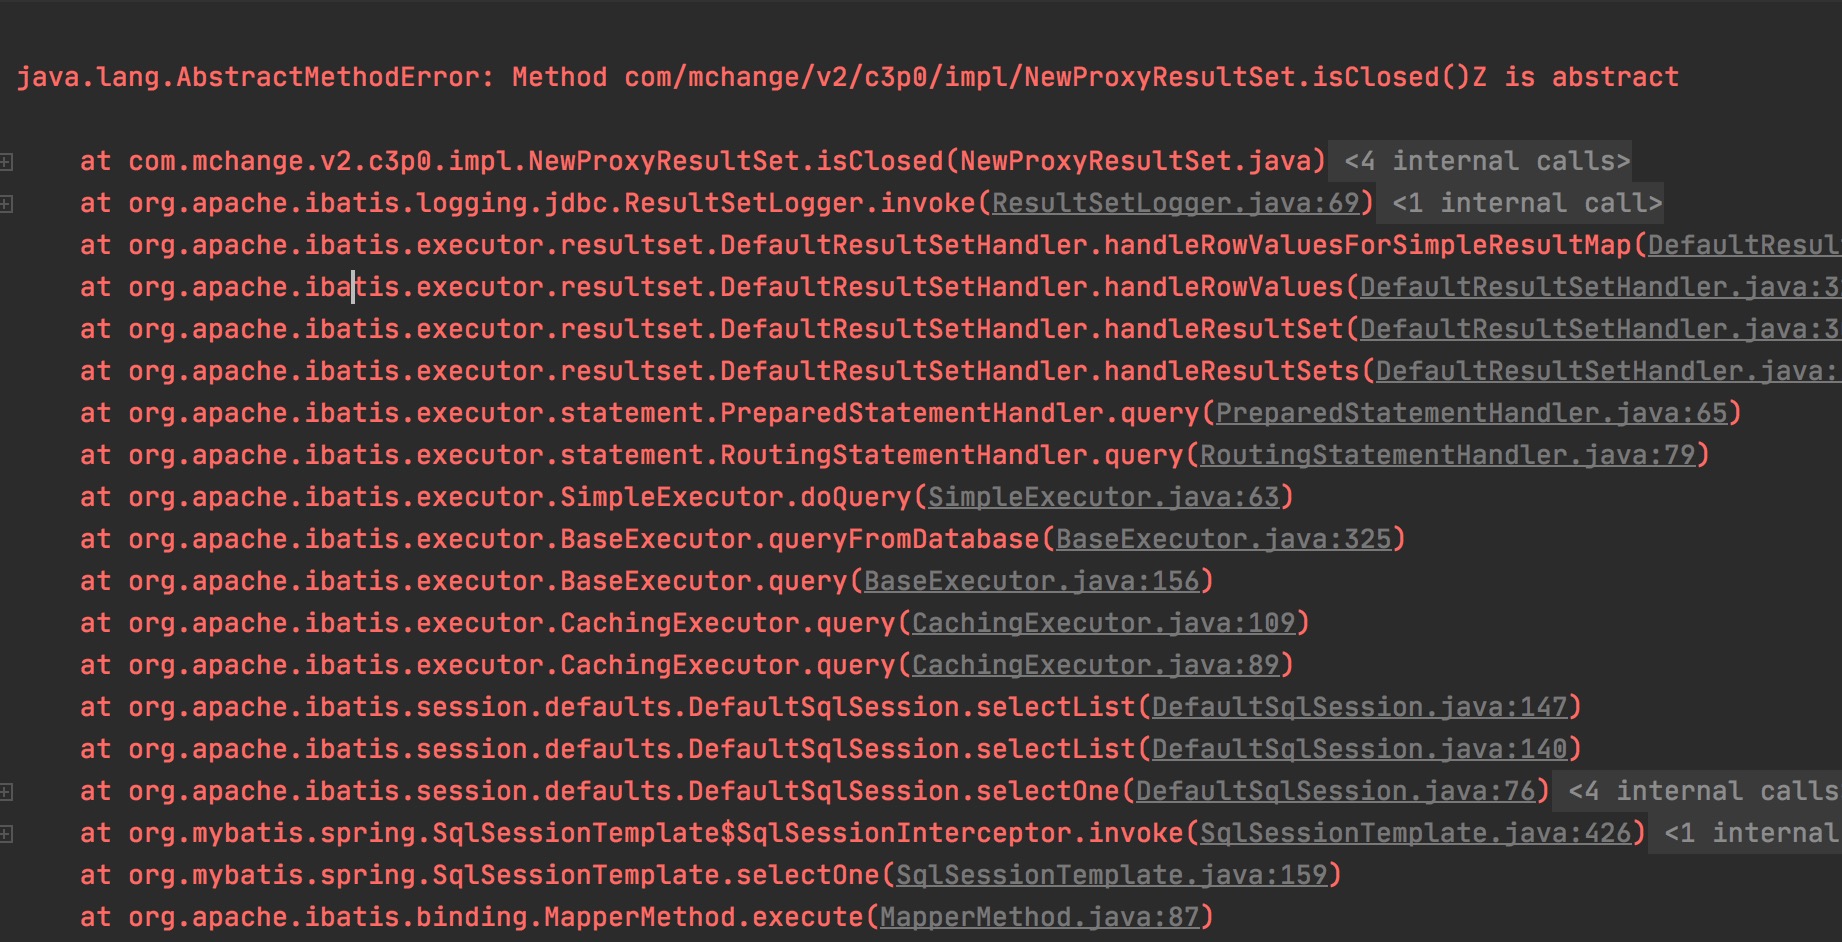 java.lang.AbstractMethodError: Method com/mchange/v2/c3p0/impl/NewProxyResultSet.isClosed()Z is abstract
at com.mchange.v2.c3p0.impl.NewProxyResultSet.isClosed(NewProxyResultSet.java) <4 internal calls>
at org.apache.ibatis.logging.jdbc.ResultSetLogger.invoke(ResultSetLogger.java:69) <1 internal call>
at org.apache.ibatis.executor.resultset.DefaultResultSetHandler.handleRowValuesForSimpleResultMap(DefaultResul
at org.apache.ibatis.executor.resultset.DefaultResultSetHandler.handleRowValues(DefaultResultSetHandler.java:3
at org.apache.ibatis.executor.resultset.DefaultResultSetHandler.handleResultSet(DefaultResultSetHandler.java:3
at org.apache.ibatis.executor.resultset.DefaultResultSetHandler.handleResultSets(DefaultResultSetHandler.java:
at org.apache.ibatis.executor.statement.PreparedStatementHandler.query(PreparedStatementHandler.java:65)
at org.apache.ibatis.executor.statement.RoutingStatementHandler.query(RoutingStatementHandler.java:79)
at org.apache.ibatis.executor.SimpleExecutor.doQuery(SimpleExecutor.java:63)
at org.apache.ibatis.executor.BaseExecutor.queryFromDatabase(BaseExecutor.java:325)
at org.apache.ibatis.executor.BaseExecutor.query(BaseExecutor.java:156)
at org.apache.ibatis.executor.CachingExecutor.query(CachingExecutor.java:109)
at org.apache.ibatis.executor.CachingExecutor.query(CachingExecutor.java:89)
at org.apache.ibatis.session.defaults.DefaultSqlSession.selectList(DefaultSqlSession.java:147)
at org.apache.ibatis.session.defaults.DefaultSqlSession.selectList(DefaultSqlSession.java:140)
at org.apache.ibatis.session.defaults.DefaultSqlSession.selectOne(DefaultSqlSession.java:76) <4 internal calls
at org.mybatis.spring.SqlSessionTemplate$SqlSessionInterceptor.invoke(SqlSessionTemplate.java:426) <1 internal
at org.mybatis.spring.SqlSessionTemplate.selectOne(SqlSessionTemplate.java:159)
at org.apache.ibatis.binding.MapperMethod.execute(MapperMethod.java:87)